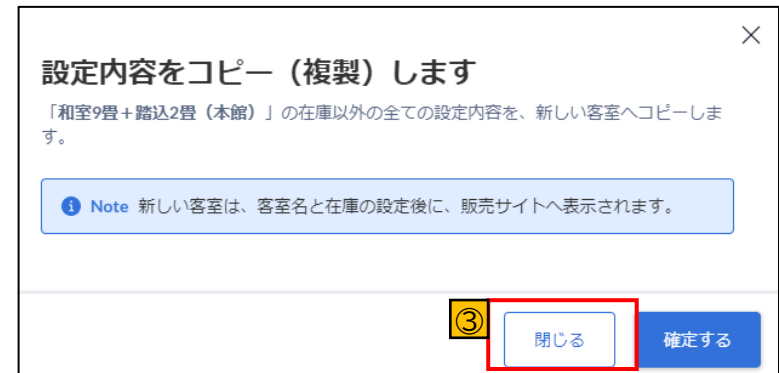 設定内容をコピー（複製）します
「和室9畳＋踏込2畳（本館）」の在庫以外の全ての設定内容を、新しい客室へコピーしま
す。
Note 新しい客室は、客室名と在庫の設定後に、販売サイトへ表示されます。
③
閉じる
確定する